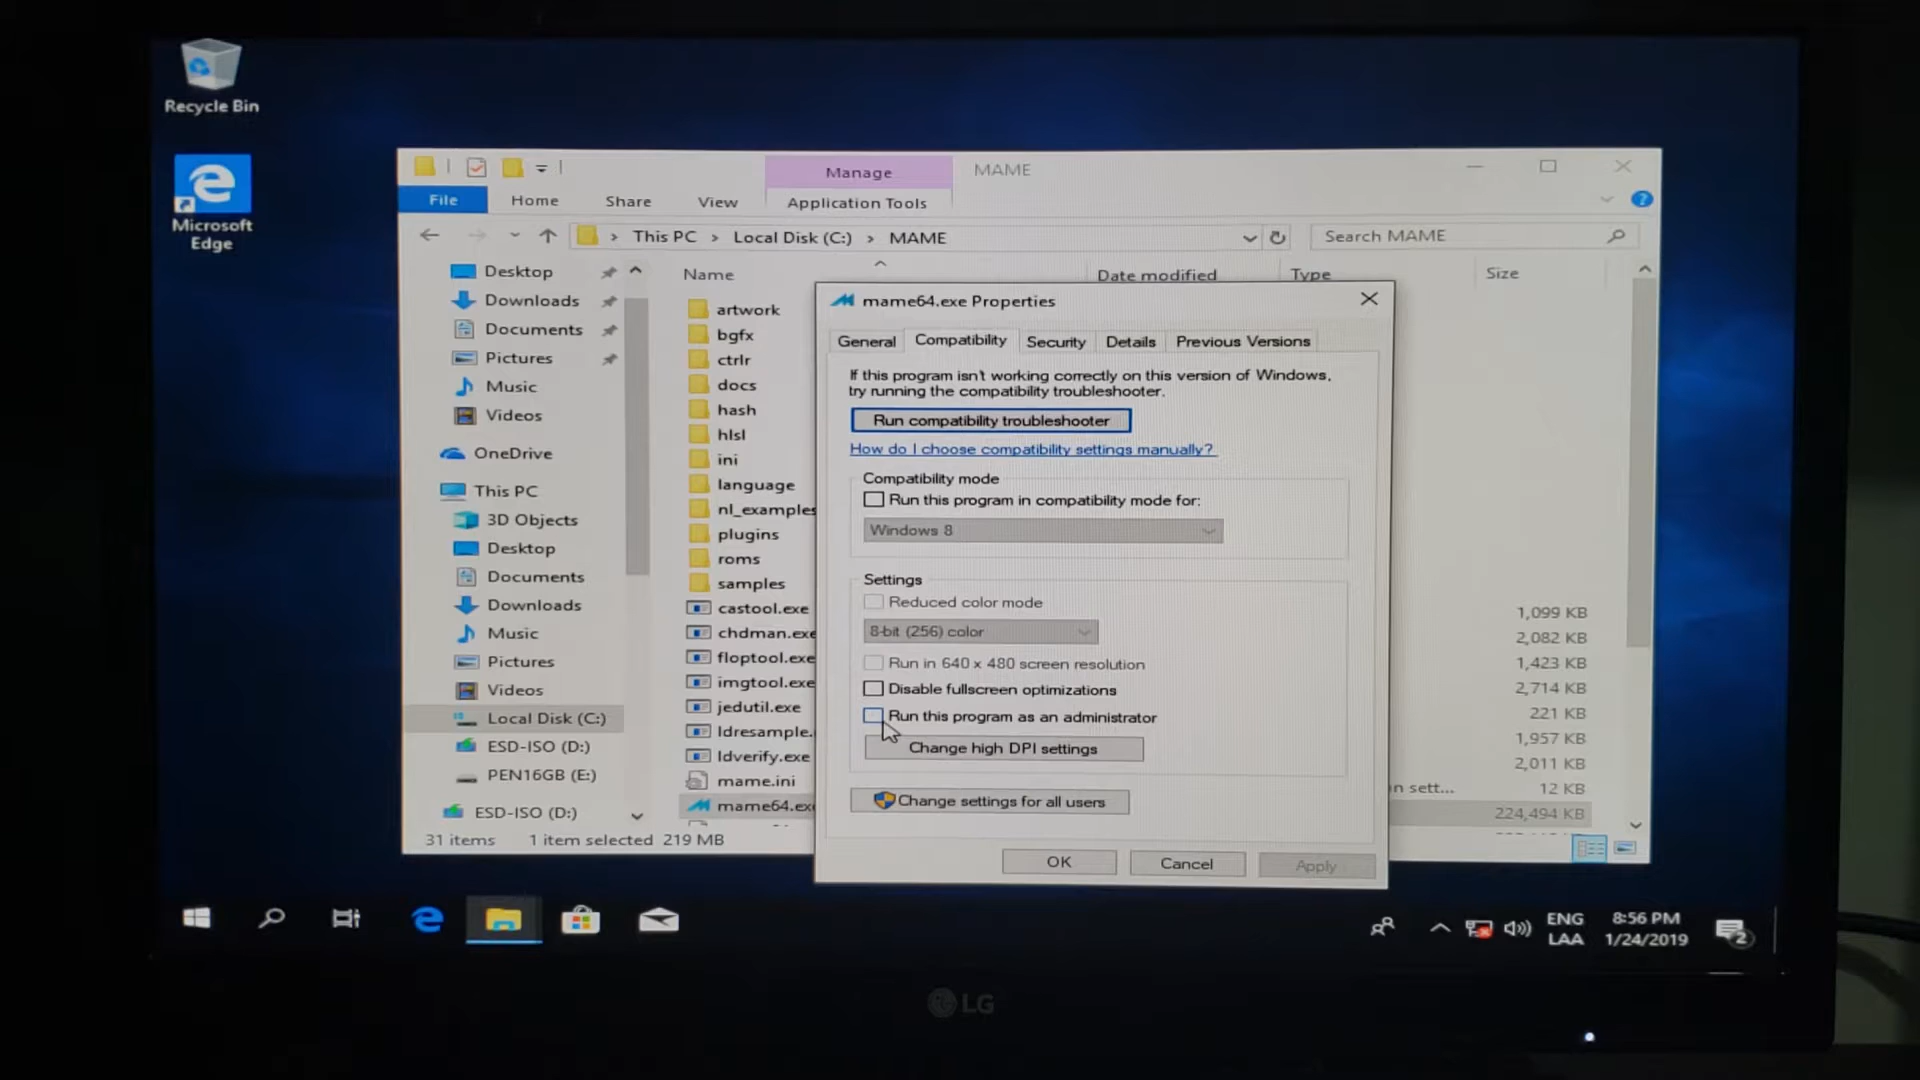 Recycle Bin
Microsoft
Edge
Manage
MAME
File
Home
Share
View
Application Tools
This PC > Local Disk (C:) > MAME
Search MAME
Desktop
Downloads
Documents
Pictures
Music
Videos
OneDrive
This PC
3D Objects
Desktop
Documents
Downloads
Music
Pictures
Videos
Local Disk (C:)
ESD-ISO (D:)
PEN16GB (E:)
ESD-ISO (D:)
Name
Date modified
Type
Size
artwork
bgfx
ctrlr
docs
hash
hlsl
ini
language
nl_examples
plugins
roms
samples
castool.exe
chdman.exe
floptool.exe
imgtool.exe
jedutil.exe
ldresample.
ldverify.exe
mame.ini
mame64.ex
1,099 KB
2,082 KB
1,423 KB
2,714 KB
221 KB
1,957 KB
2,011 KB
n sett... 12 KB
224,494 KB
31 items 1 item selected 219 MB
mame64.exe Properties
General
Compatibility
Security
Details
Previous Versions
If this program isn't working correctly on this version of Windows,
try running the compatibility troubleshooter.
Run compatibility troubleshooter
How do I choose compatibility settings manually?
Compatibility mode
Run this program in compatibility mode for:
Windows 8
Settings
Reduced color mode
8-bit (256) color
Run in 640 x 480 screen resolution
Disable fullscreen optimizations
Run this program as an administrator
Change high DPI settings
Change settings for all users
OK
Cancel
Apply
ENG
LAA
8:56 PM
1/24/2019
2
LG